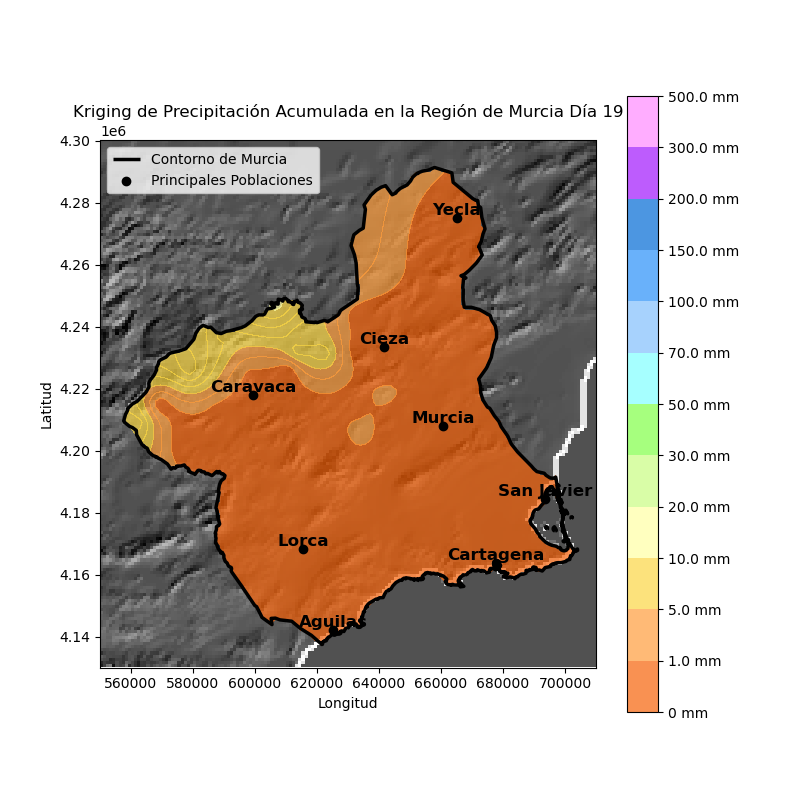 Kriging de Precipitación Acumulada en la Región de Murcia Día 19
1e6
Contorno de Murcia
Principales Poblaciones
4.30
4.28
4.26
4.24
4.22
4.20
4.18
4.16
4.14
Latitud
Yecla
Cieza
Caravaca
Murcia
San Javier
Lorca
Cartagena
Aguilas
560000 580000 600000 620000 640000 660000 680000 700000
Longitud
500.0 mm
300.0 mm
200.0 mm
150.0 mm
100.0 mm
70.0 mm
50.0 mm
30.0 mm
20.0 mm
10.0 mm
5.0 mm
1.0 mm
0 mm